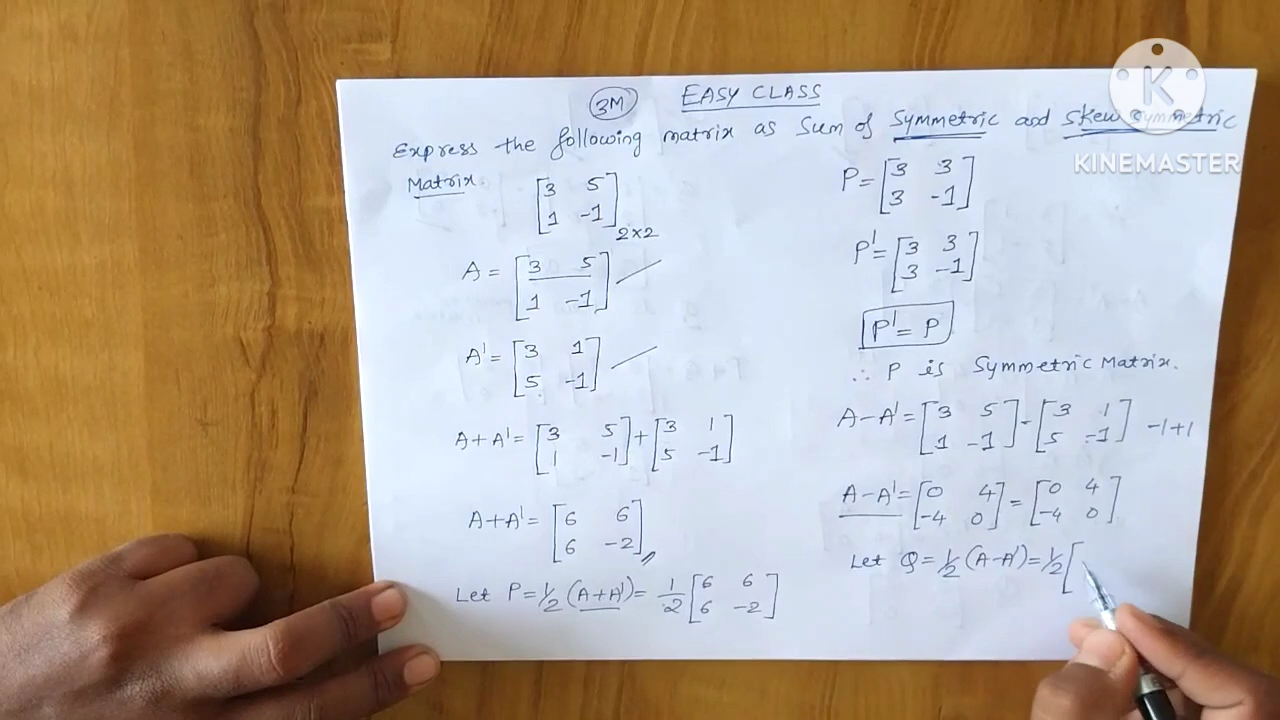 3M EASY CLASS
Express the following matrix as sum of symmetric and skew symmetric
Matrix.
[3 5
1 -1] 2×2
A = [3 5
1 -1]
A' = [3 1
5 -1]
A+A' = [3 5
1 -1] + [3 1
5 -1]
A+A' = [6 6
6 -2]
Let P = 1/2 (A+A') = 1/2 [6 6
6 -2]
P = [3 3
3 -1]
P' = [3 3
3 -1]
P' = P
∴ P is Symmetric Matrix.
A-A' = [3 5
1 -1] - [3 1
5 -1] -1+1
A-A' = [0 4
-4 0] = [0 4
-4 0]
Let Q = 1/2 (A-A') = 1/2 [
K
KINEMASTER